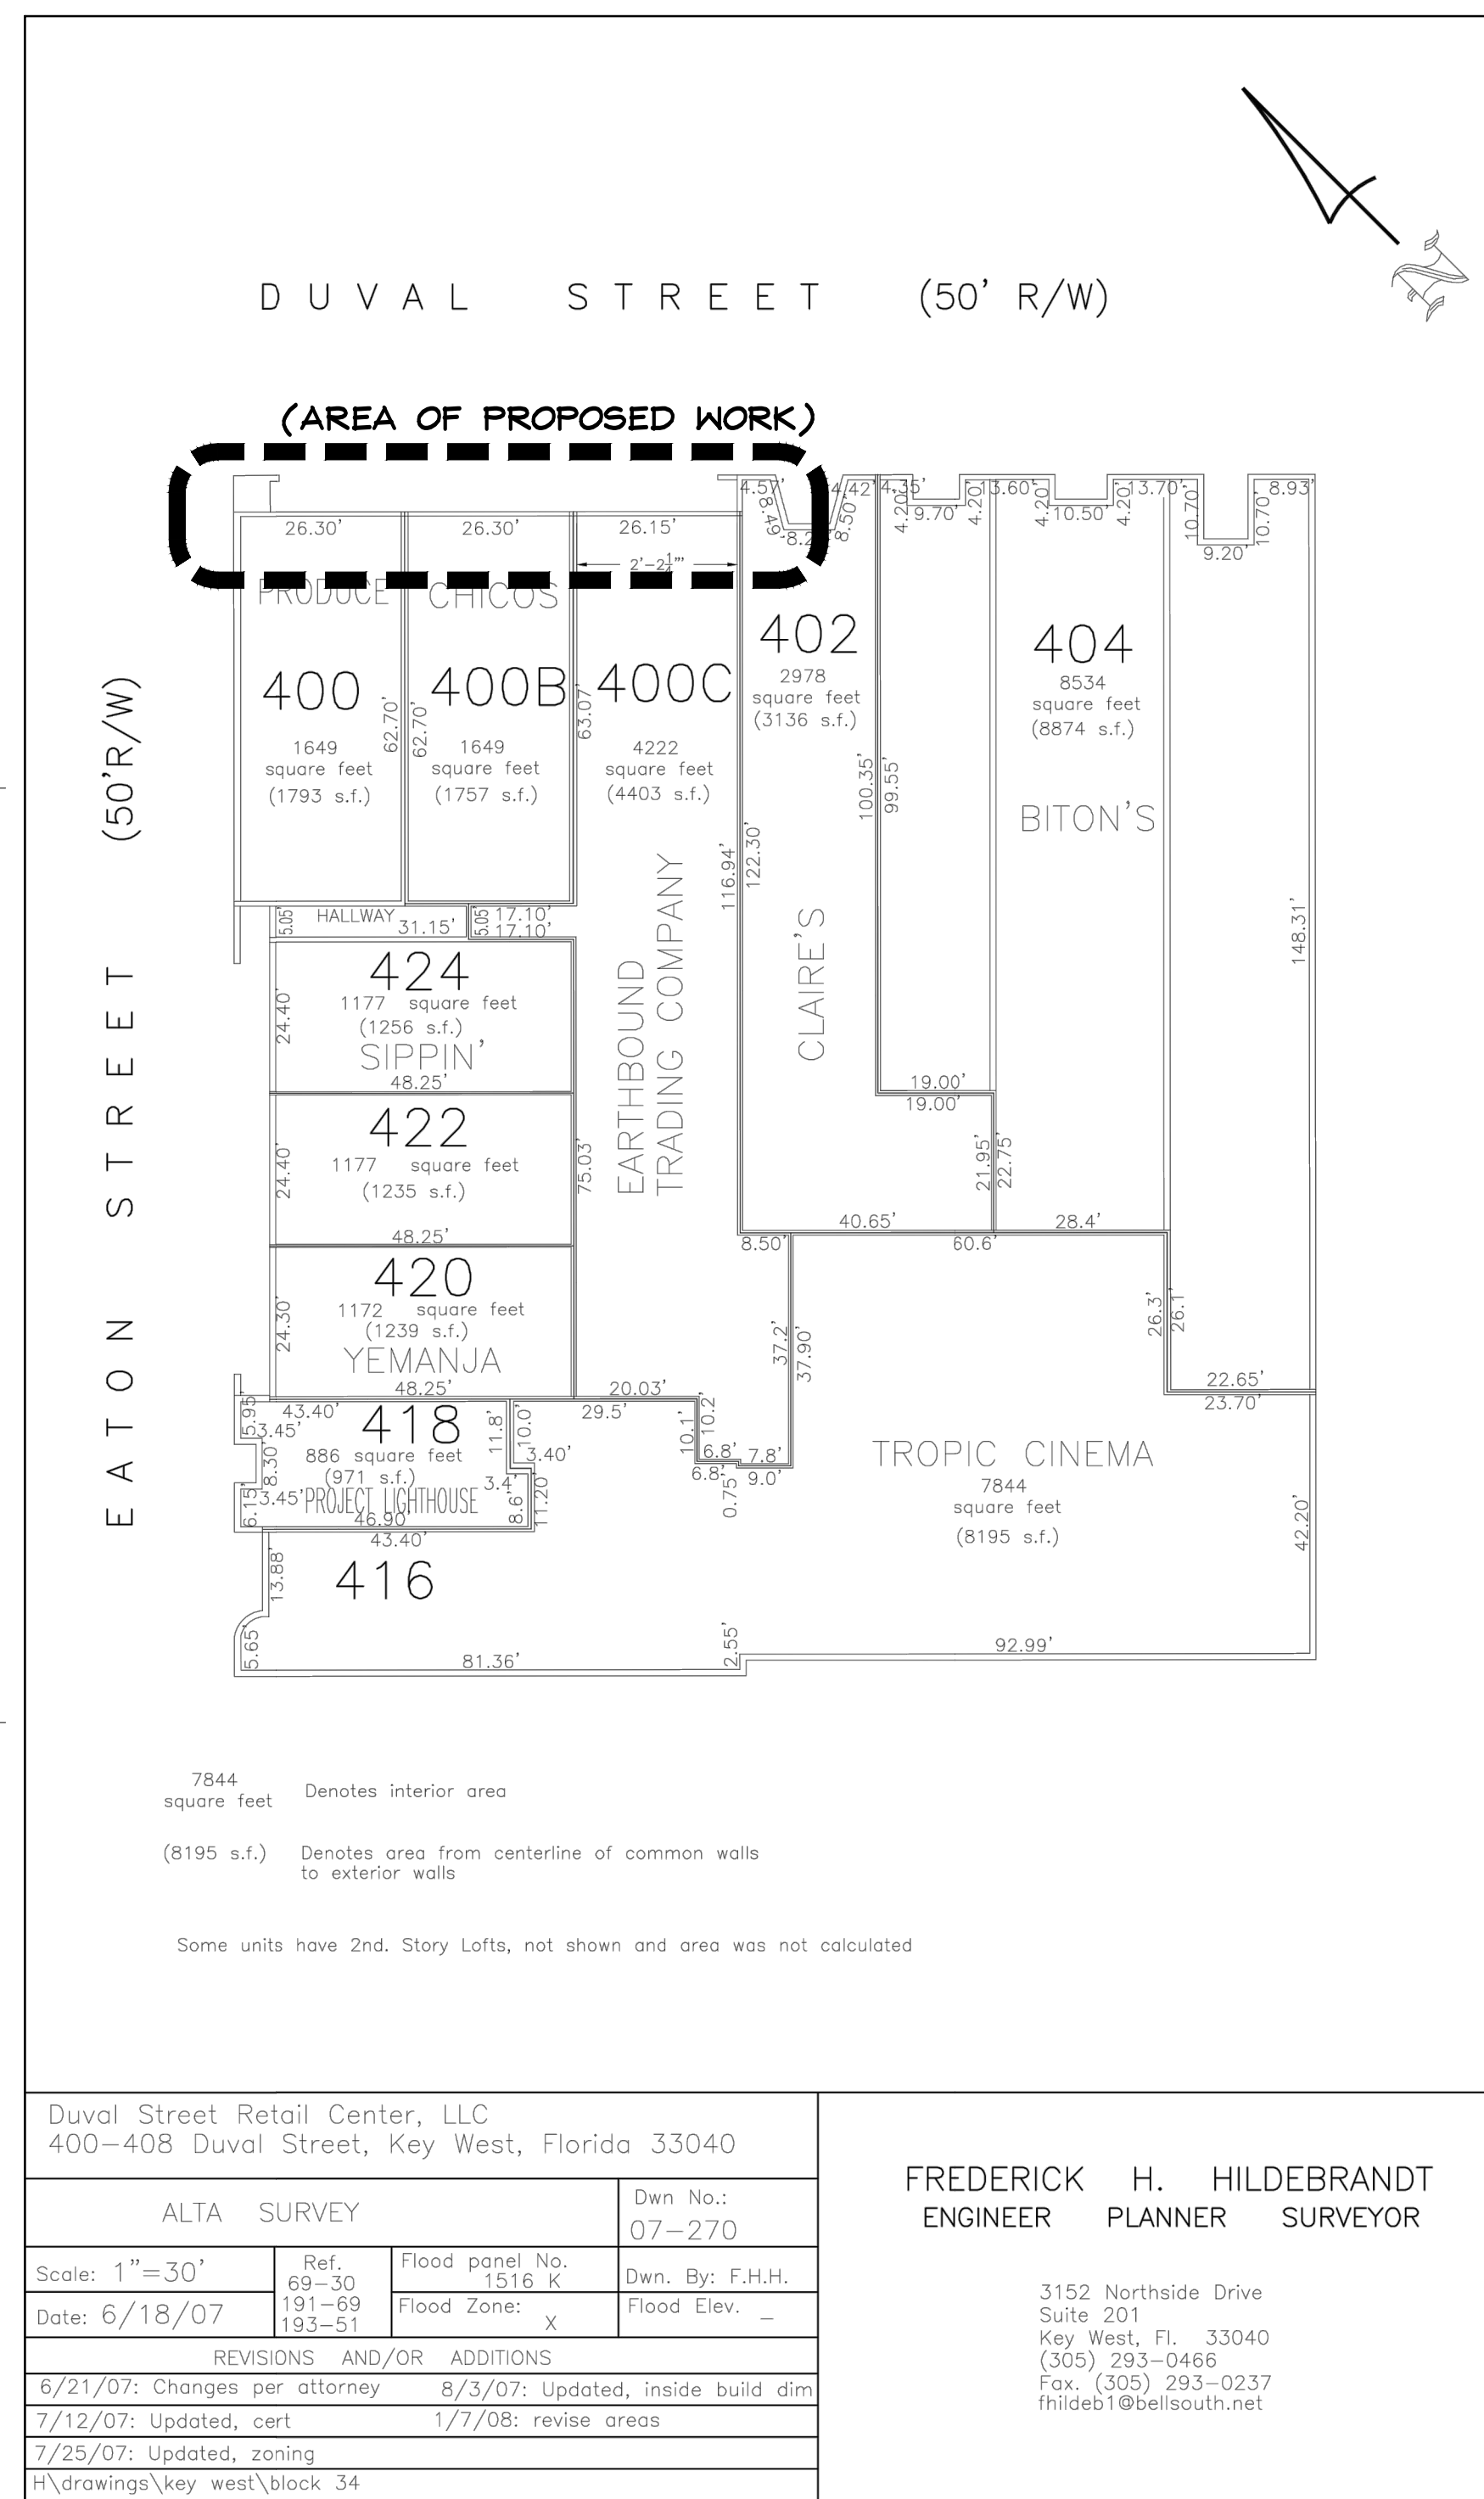 DUVAL STREET (50' R/W)
(AREA OF PROPOSED WORK)
4.57' 4.42' 4.35' 13.60' 13.70' 8.93'
8.49' 8.50' 4.20' 9.70' 4.20' 4.20' 10.50' 4.20' 10.70' 9.20' 10.70'
26.30' 26.30' 26.15'
PRODUCE
CHICOS
400
1649
square feet
(1793 s.f.)
62.70'
400B
62.70'
1649
square feet
(1757 s.f.)
400C
63.07'
4222
square feet
(4403 s.f.)
402
2978
square feet
(3136 s.f.)
404
8534
square feet
(8874 s.f.)
BITON'S
EATON STREET (50'R/W)
100.35'
99.55'
116.94'
122.30'
148.31'
EARTHBOUND
TRADING COMPANY
CLAIRE'S
5.05' HALLWAY 31.15' 5.05' 17.10'
17.10'
424
1177 square feet
(1256 s.f.)
SIPPIN'
24.40'
48.25'
422
1177 square feet
(1235 s.f.)
24.40'
48.25'
75.03'
420
1172 square feet
(1239 s.f.)
YEMANJA
24.30'
48.25'
19.00'
19.00'
21.95'
22.75'
40.65' 28.4'
8.50' 60.6'
37.2'
37.90'
26.3'
26.1'
22.65'
23.70'
20.03'
29.5'
10.1'
10.2'
6.8' 7.8'
6.8' 9.0'
0.75'
5.95'
43.40'
3.45'
418
886 square feet
(971 s.f.)
PROJECT LIGHTHOUSE
8.30'
6.15'
3.45'
46.90'
43.40'
11.8'
10.0'
3.40'
3.4'
8.6'
11.20'
TROPIC CINEMA
7844
square feet
(8195 s.f.)
42.20'
416
13.88'
5.65'
81.36'
2.55'
92.99'
7844
square feet
Denotes interior area
(8195 s.f.) Denotes area from centerline of common walls
to exterior walls
Some units have 2nd. Story Lofts, not shown and area was not calculated
Duval Street Retail Center, LLC
400-408 Duval Street, Key West, Florida 33040
ALTA SURVEY
Dwn No.:
07-270
Scale: 1"=30'
Ref.
69-30
191-69
193-51
Flood panel No.
1516 K
Dwn. By: F.H.H.
Date: 6/18/07
Flood Zone:
X
Flood Elev. —
REVISIONS AND/OR ADDITIONS
6/21/07: Changes per attorney 8/3/07: Updated, inside build dim
7/12/07: Updated, cert 1/7/08: revise areas
7/25/07: Updated, zoning
H\drawings\key west\block 34
FREDERICK H. HILDEBRANDT
ENGINEER PLANNER SURVEYOR
3152 Northside Drive
Suite 201
Key West, Fl. 33040
(305) 293-0466
Fax. (305) 293-0237
fhildeb1@bellsouth.net